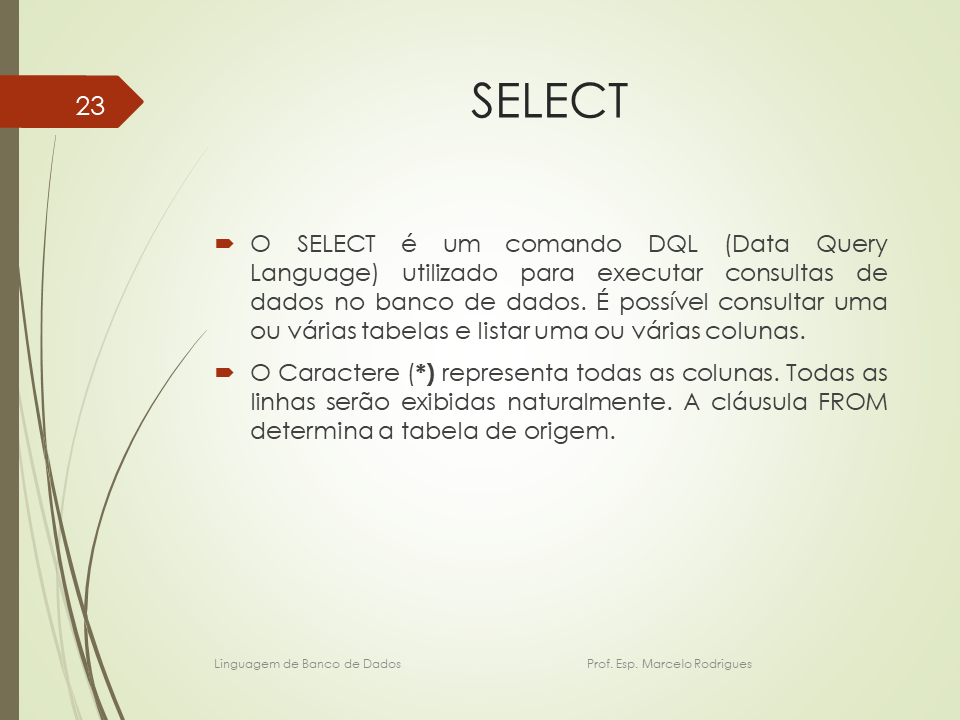 23
SELECT
O SELECT é um comando DQL (Data Query
Language) utilizado para executar consultas de
dados no banco de dados. É possível consultar uma
ou várias tabelas e listar uma ou várias colunas.
O Caractere (*) representa todas as colunas. Todas as
linhas serão exibidas naturalmente. A cláusula FROM
determina a tabela de origem.
Linguagem de Banco de Dados Prof. Esp. Marcelo Rodrigues